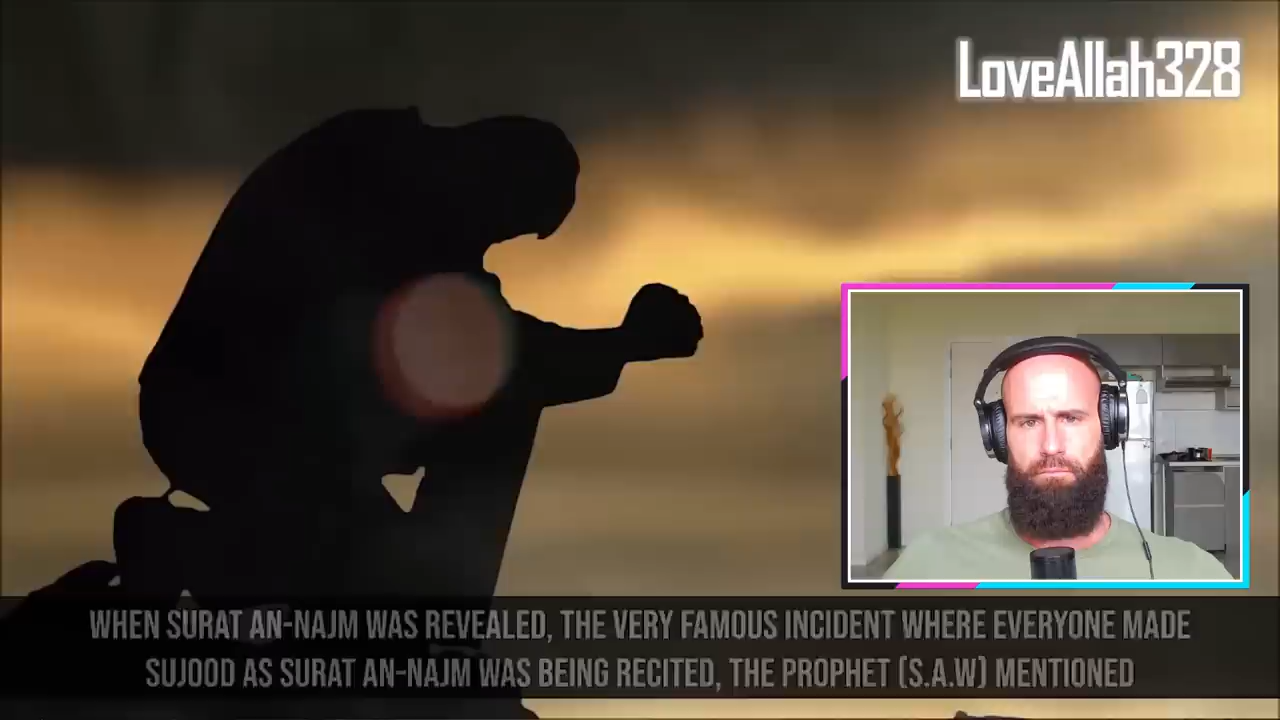 LoveAllah328
WHEN SURAT AN-NAJM WAS REVEALED, THE VERY FAMOUS INCIDENT WHERE EVERYONE MADE
SUJOOD AS SURAT AN-NAJM WAS BEING RECITED, THE PROPHET (S.A.W) MENTIONED